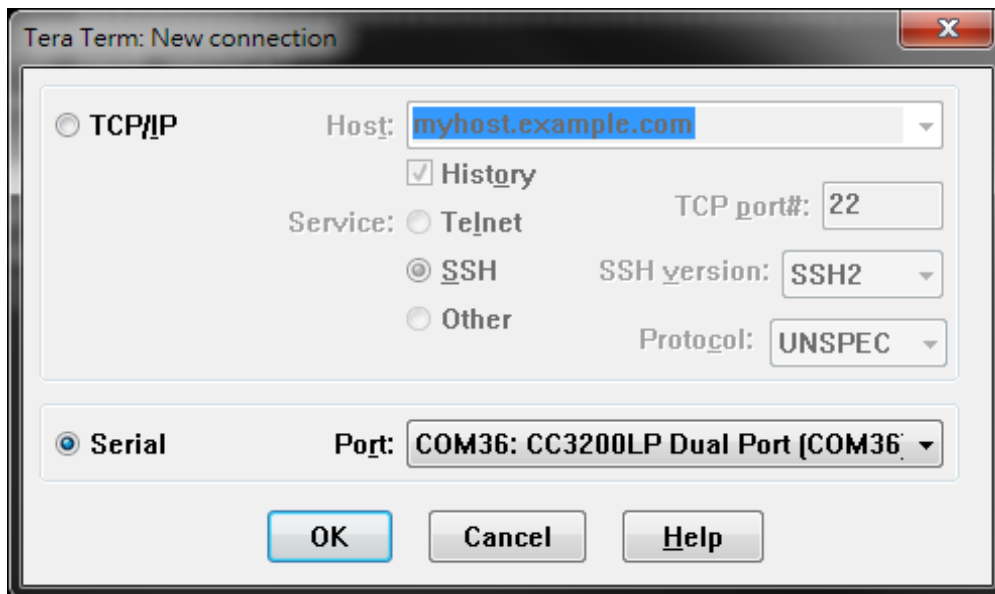 Tera Term: New connection
TCP/IP Host: myhost.example.com
History
Service: Telnet TCP port#: 22
SSH SSH version: SSH2
Other Protocol: UNSPEC
Serial Port: COM36: CC3200LP Dual Port (COM36)
OK Cancel Help